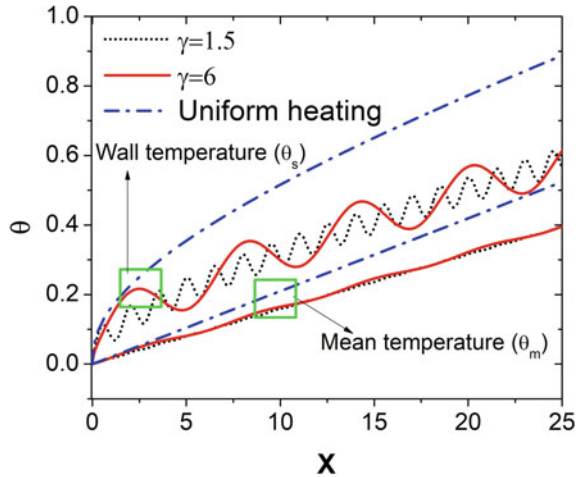 1.0
0.8
0.6
0.4
0.2
0.0
θ
γ=1.5
γ=6
Uniform heating
Wall temperature (θs)
Mean temperature (θm)
0 5 10 15 20 25
X